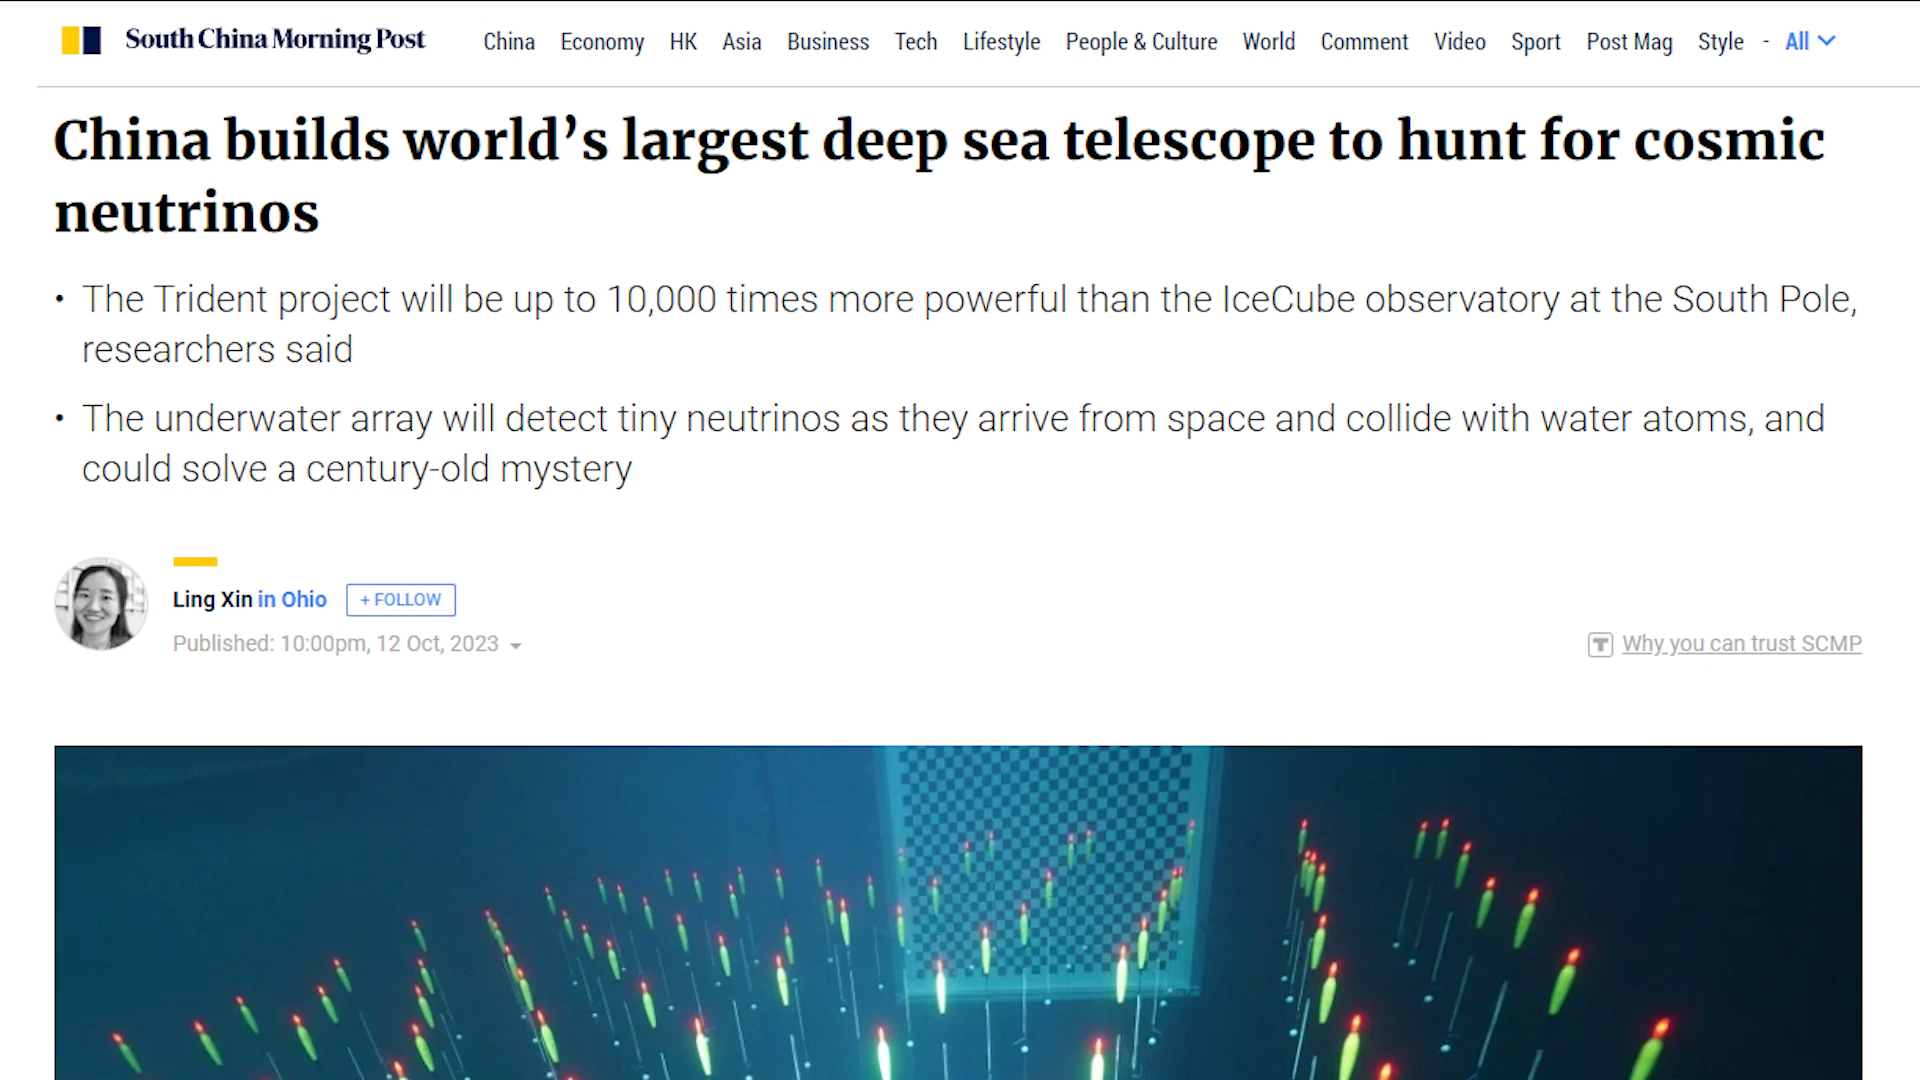 South China Morning Post
China Economy HK Asia Business Tech Lifestyle People & Culture World Comment Video Sport Post Mag Style - All
China builds world’s largest deep sea telescope to hunt for cosmic
neutrinos
• The Trident project will be up to 10,000 times more powerful than the IceCube observatory at the South Pole,
researchers said
• The underwater array will detect tiny neutrinos as they arrive from space and collide with water atoms, and
could solve a century-old mystery
Ling Xin in Ohio + FOLLOW
Published: 10:00pm, 12 Oct, 2023
T Why you can trust SCMP